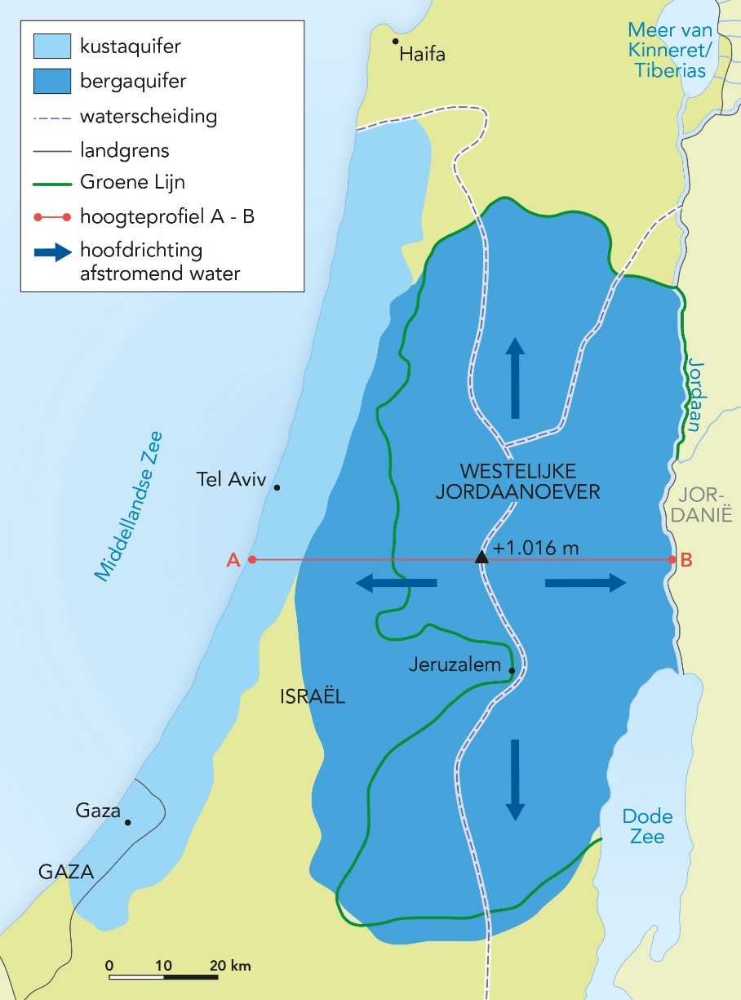 kustaquifer
bergaquifer
waterscheiding
landgrens
Groene Lijn
hoogteprofiel A - B
hoofdrichting
afstromend water
Haifa
Meer van
Kinneret/
Tiberias
Jordaan
Middellandse Zee
Tel Aviv
WESTELIJKE
JORDAANOEVER
JOR-
DANIË
+1.016 m
A
B
Jeruzalem
ISRAËL
Gaza
GAZA
Dode
Zee
0 10 20 km